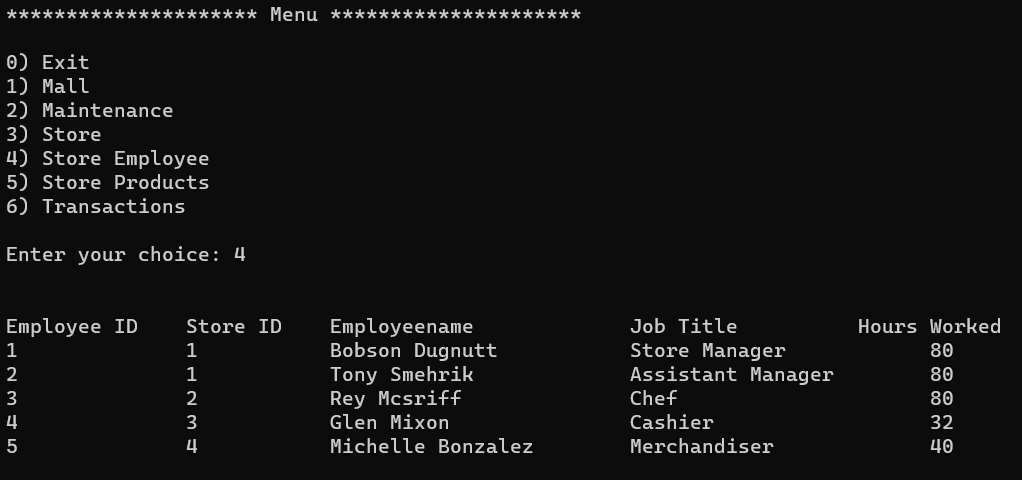 ********************* Menu *********************
0) Exit
1) Mall
2) Maintenance
3) Store
4) Store Employee
5) Store Products
6) Transactions
Enter your choice: 4
Employee ID    Store ID    Employeename             Job Title          Hours Worked
1              1           Bobson Dugnutt           Store Manager            80
2              1           Tony Smehrik             Assistant Manager        80
3              2           Rey Mcsriff              Chef                     80
4              3           Glen Mixon               Cashier                  32
5              4           Michelle Bonzalez        Merchandiser             40